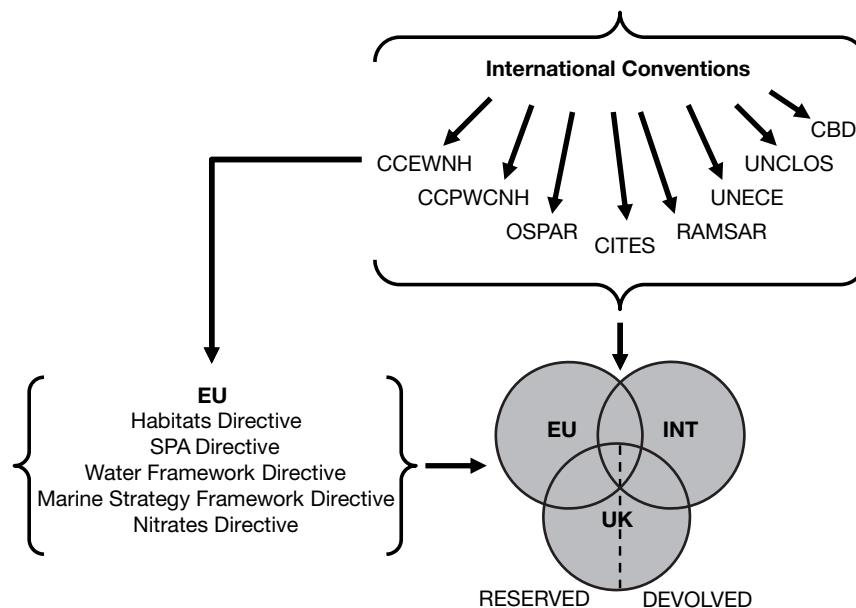 International Conventions
CBD
CCEWNH
UNCLOS
CCPWCNH
UNECE
OSPAR
RAMSAR
CITES
EU
Habitats Directive
SPA Directive
Water Framework Directive
Marine Strategy Framework Directive
Nitrates Directive
EU
INT
UK
RESERVED
DEVOLVED